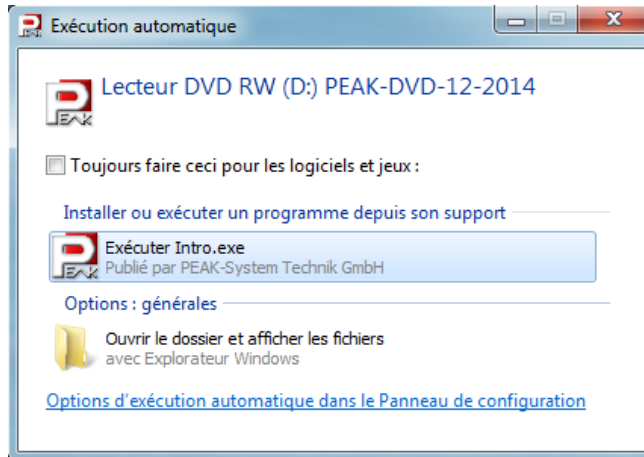 Exécution automatique
Lecteur DVD RW (D:) PEAK-DVD-12-2014
PEAK
Toujours faire ceci pour les logiciels et jeux :
Installer ou exécuter un programme depuis son support
PEAK
Exécuter Intro.exe
Publié par PEAK-System Technik GmbH
Options : générales
Ouvrir le dossier et afficher les fichiers
avec Explorateur Windows
Options d'exécution automatique dans le Panneau de configuration